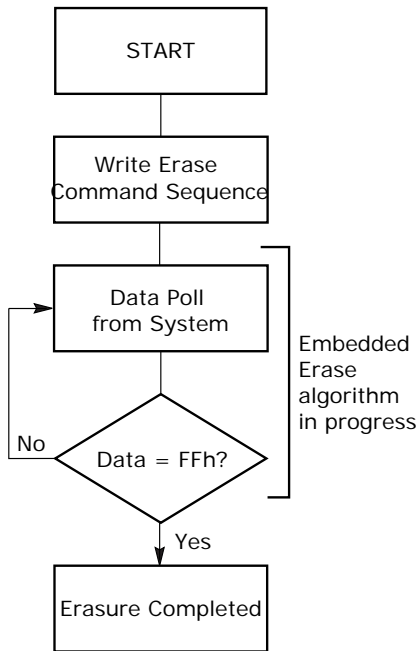 START
Write Erase
Command Sequence
Data Poll
from System
Embedded
Erase
algorithm
in progress
No
Data = FFh?
Yes
Erasure Completed